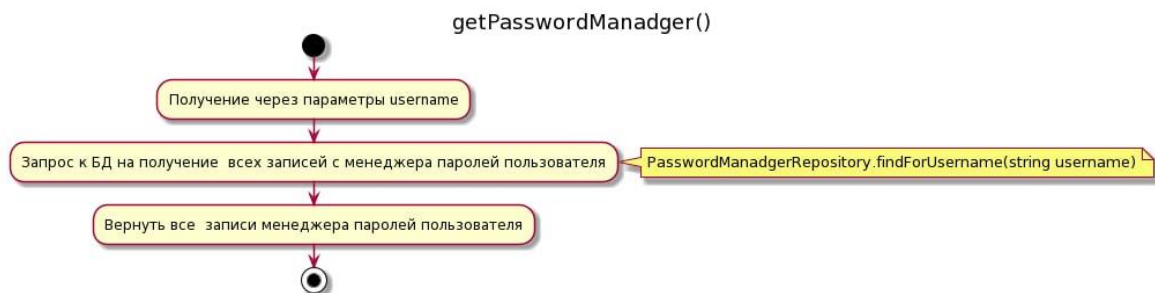 getPasswordManadger()
Получение через параметры username
Запрос к БД на получение  всех записей с менеджера паролей пользователя
PasswordManadgerRepository.findForUsername(string username)
Вернуть все  записи менеджера паролей пользователя